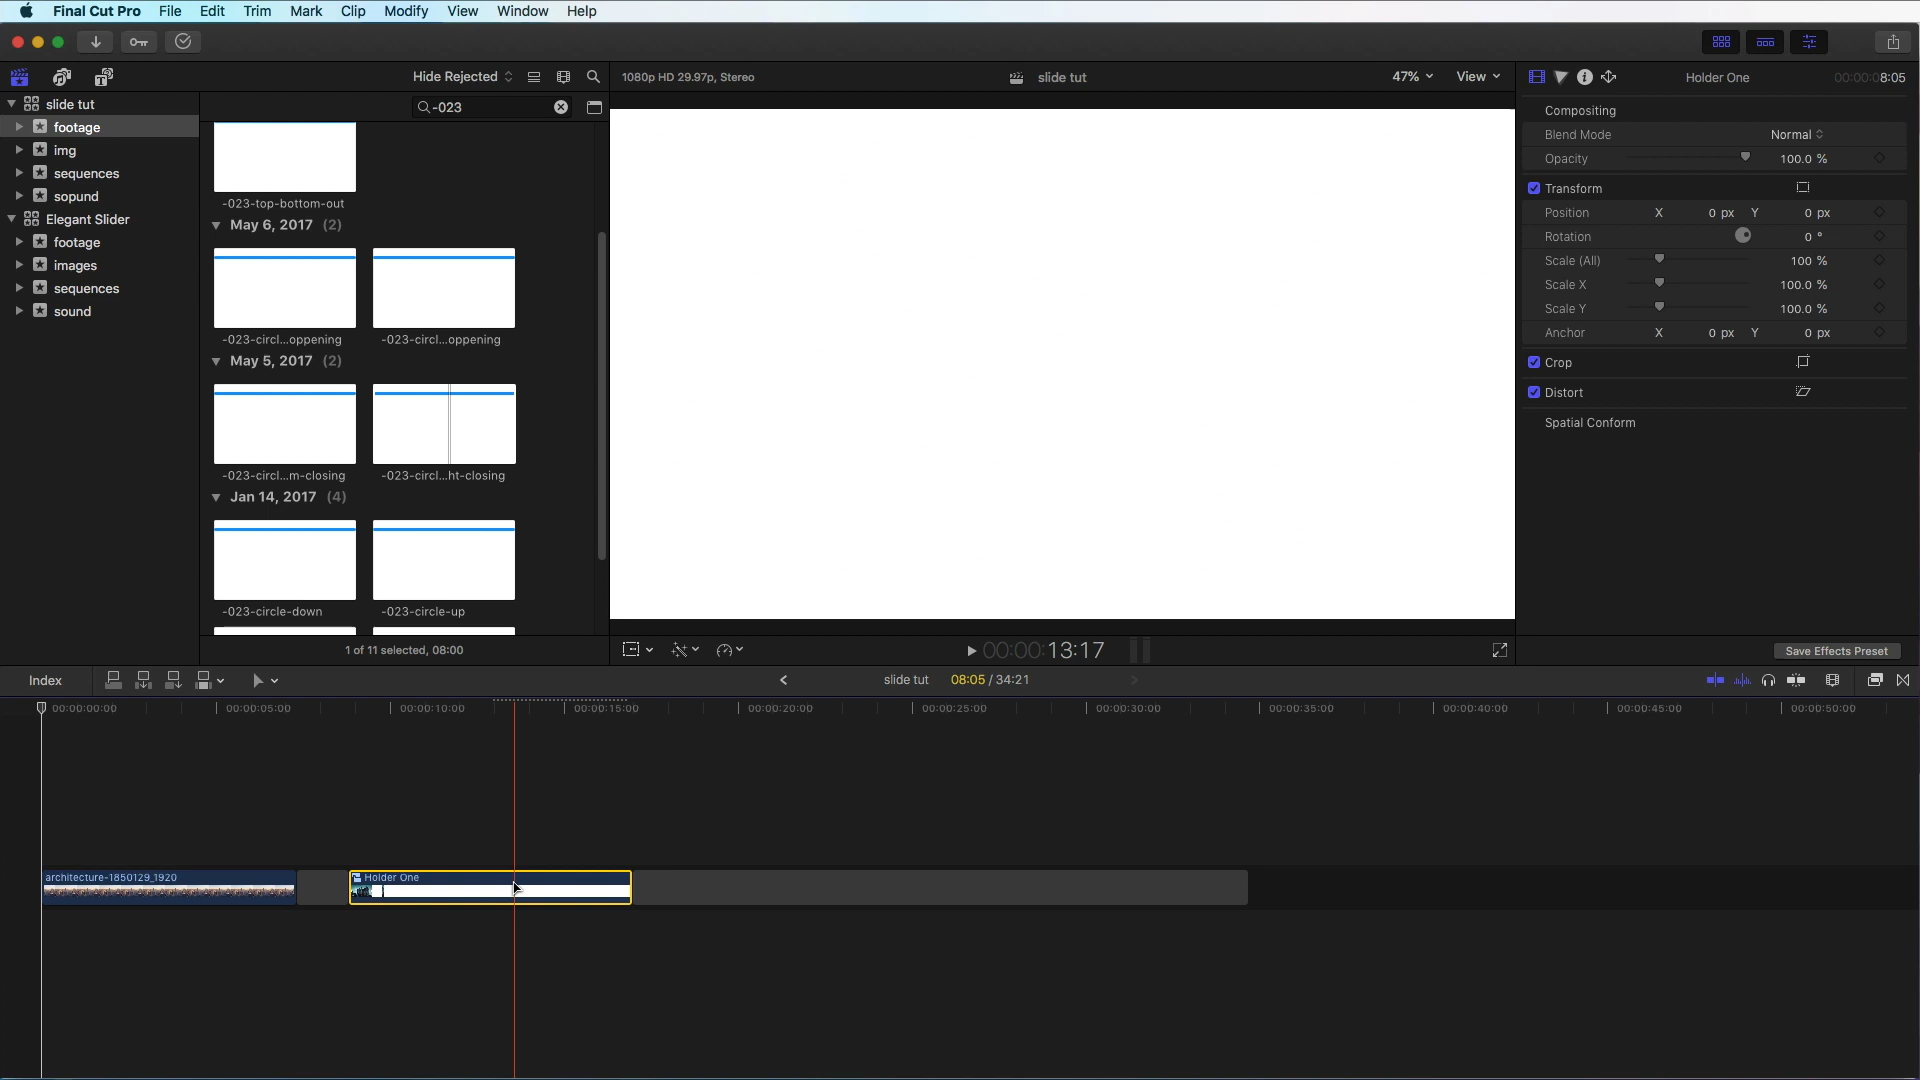 Final Cut Pro File Edit Trim Mark Clip Modify View Window Help
Hide Rejected
1080p HD 29.97p, Stereo
slide tut
47%
View
Holder One
00:00:08:05
slide tut
footage
img
sequences
sopund
Elegant Slider
footage
images
sequences
sound
-023
-023-top-bottom-out
May 6, 2017 (2)
-023-circl...oppening
-023-circl...oppening
May 5, 2017 (2)
-023-circl...m-closing
-023-circl...ht-closing
Jan 14, 2017 (4)
-023-circle-down
-023-circle-up
1 of 11 selected, 08:00
Compositing
Blend Mode Normal
Opacity 100.0 %
Transform
Position X 0 px Y 0 px
Rotation 0 °
Scale (All) 100 %
Scale X 100.0 %
Scale Y 100.0 %
Anchor X 0 px Y 0 px
Crop
Distort
Spatial Conform
00:00:13:17
Save Effects Preset
Index
slide tut 08:05 / 34:21
00:00:00:00 00:00:05:00 00:00:10:00 00:00:15:00 00:00:20:00 00:00:25:00 00:00:30:00 00:00:35:00 00:00:40:00 00:00:45:00 00:00:50:00
architecture-1850129_1920
Holder One